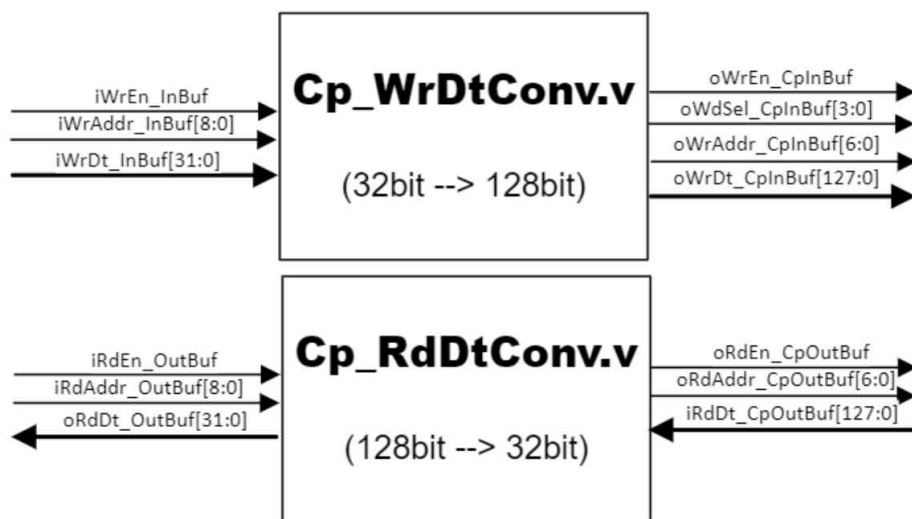 Cp_WrDtConv.v
(32bit --> 128bit)
iWrEn_InBuf
iWrAddr_InBuf[8:0]
iWrDt_InBuf[31:0]
oWrEn_CpInBuf
oWdSel_CpInBuf[3:0]
oWrAddr_CpInBuf[6:0]
oWrDt_CpInBuf[127:0]
Cp_RdDtConv.v
(128bit --> 32bit)
iRdEn_OutBuf
iRdAddr_OutBuf[8:0]
oRdDt_OutBuf[31:0]
oRdEn_CpOutBuf
oRdAddr_CpOutBuf[6:0]
iRdDt_CpOutBuf[127:0]